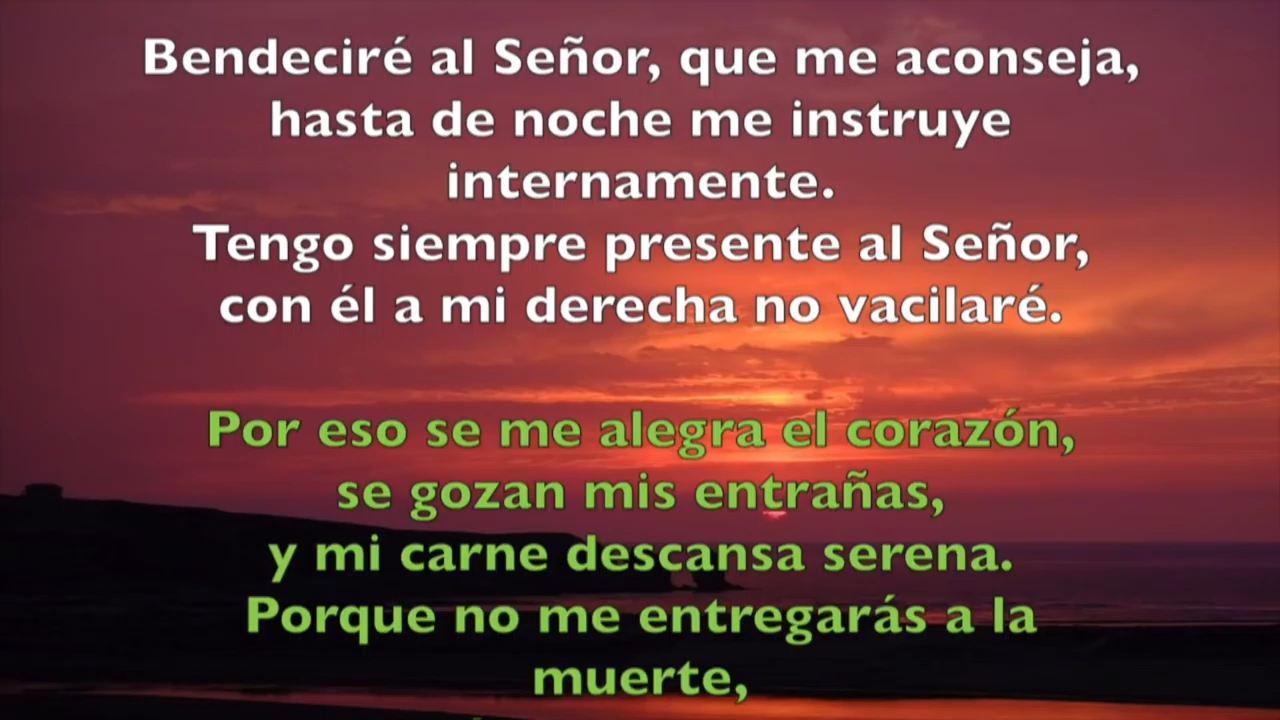 Bendeciré al Señor, que me aconseja,
hasta de noche me instruye
internamente.
Tengo siempre presente al Señor,
con él a mi derecha no vacilaré.
Por eso se me alegra el corazón,
se gozan mis entrañas,
y mi carne descansa serena.
Porque no me entregarás a la
muerte,